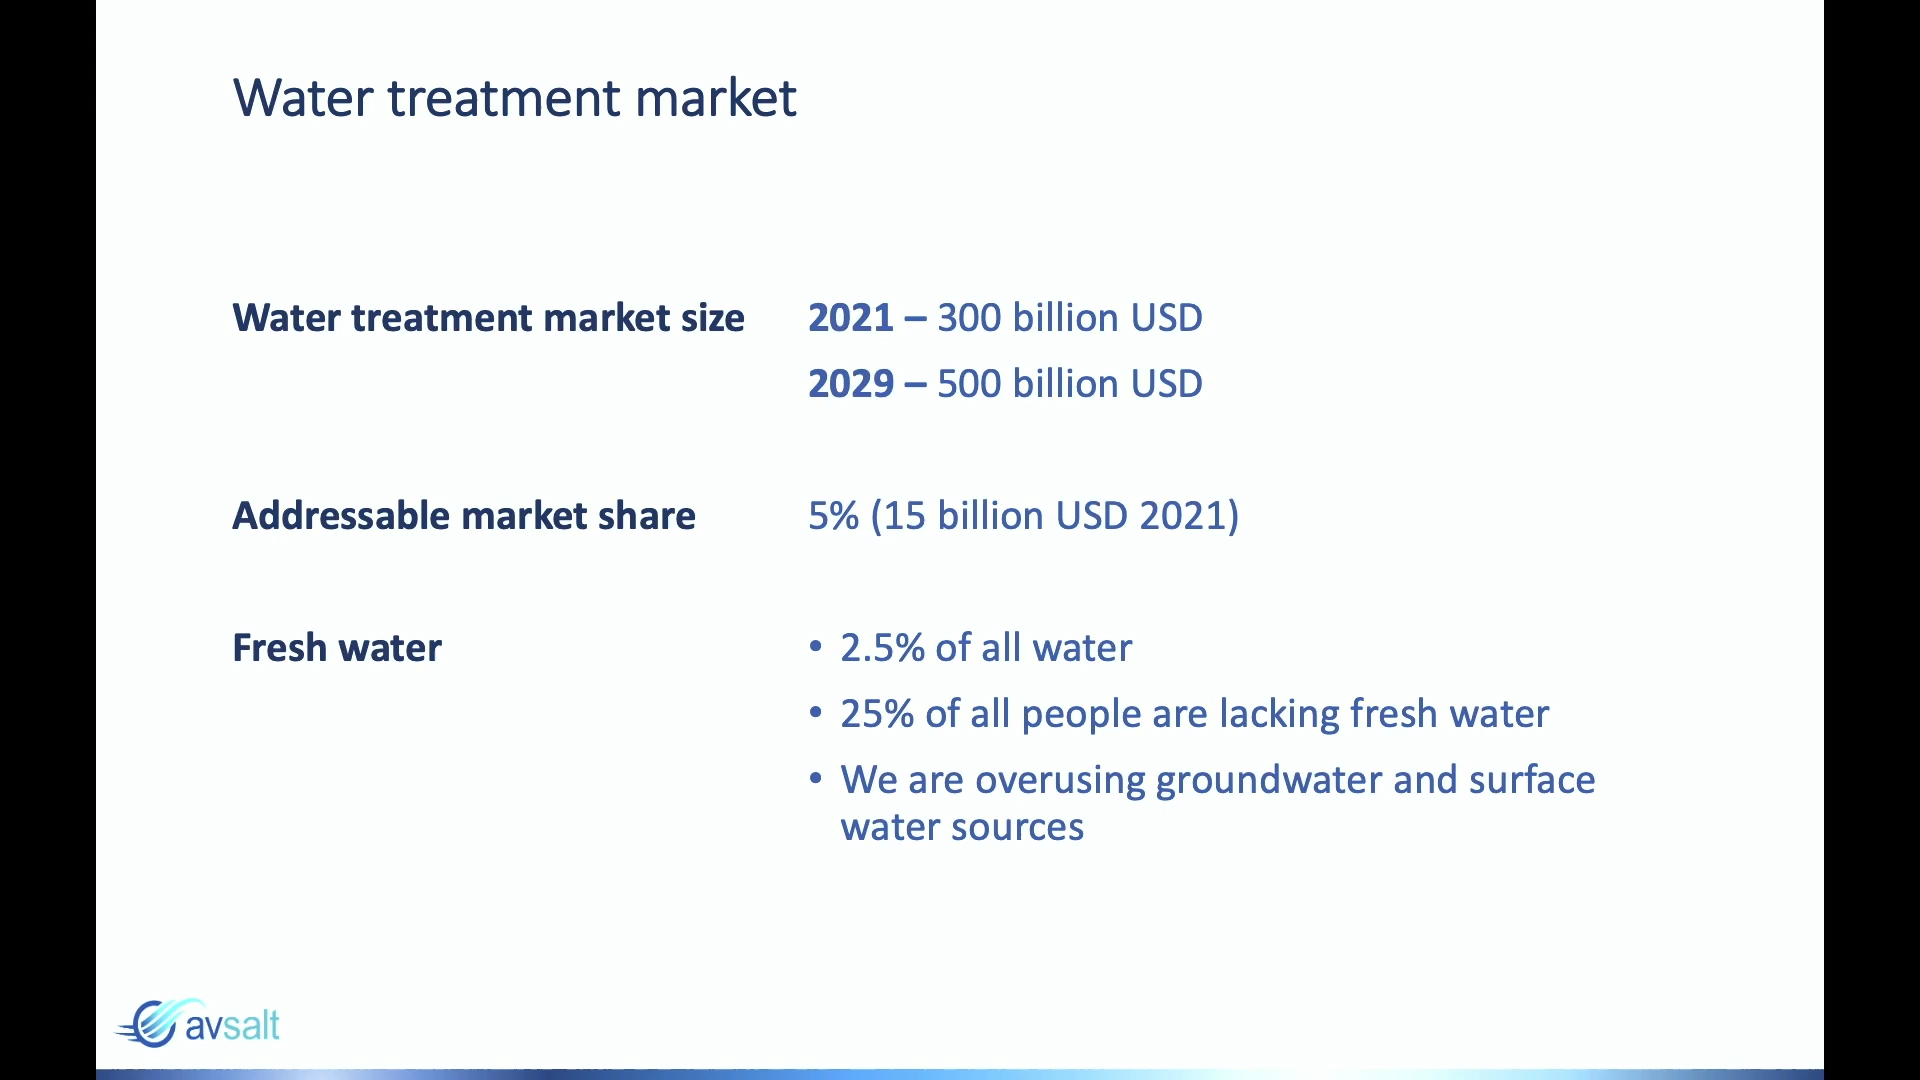 Water treatment market
Water treatment market size
2021 – 300 billion USD
2029 – 500 billion USD
Addressable market share
5% (15 billion USD 2021)
Fresh water
• 2.5% of all water
• 25% of all people are lacking fresh water
• We are overusing groundwater and surface
water sources
avsalt